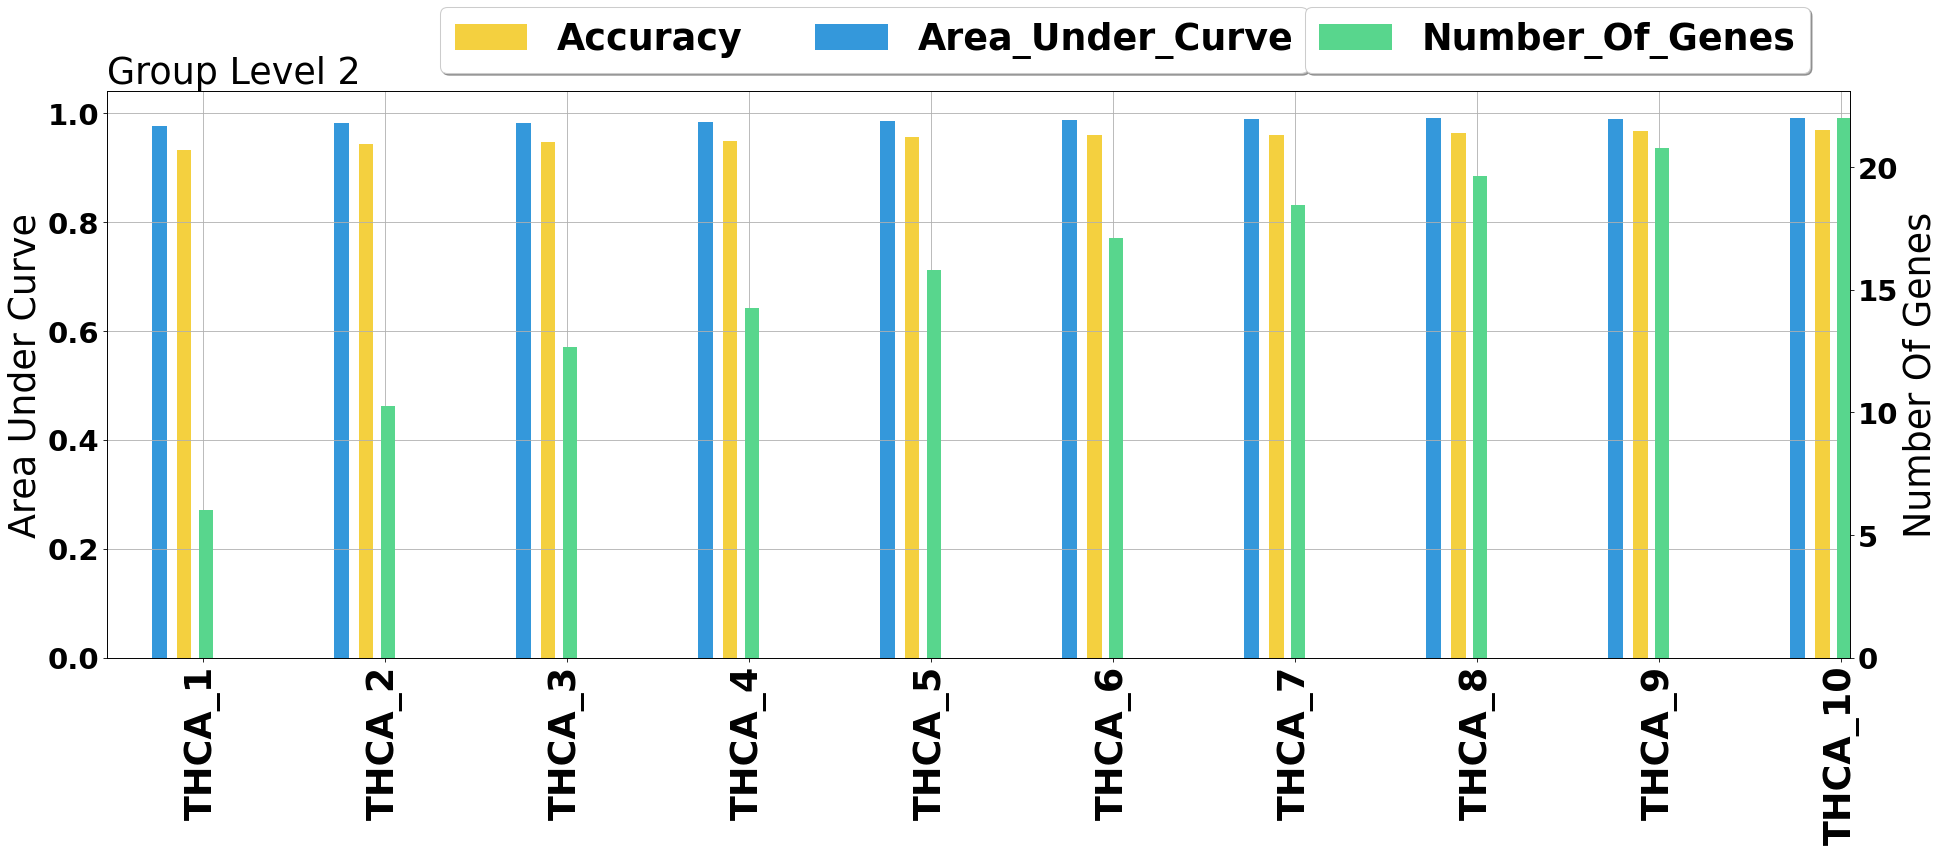 Accuracy Area_Under_Curve Number_Of_Genes
Group Level 2
Area Under Curve
1.0
0.8
0.6
0.4
0.2
0.0
20
15
10
5
0
Number Of Genes
THCA_1
THCA_2
THCA_3
THCA_4
THCA_5
THCA_6
THCA_7
THCA_8
THCA_9
THCA_10